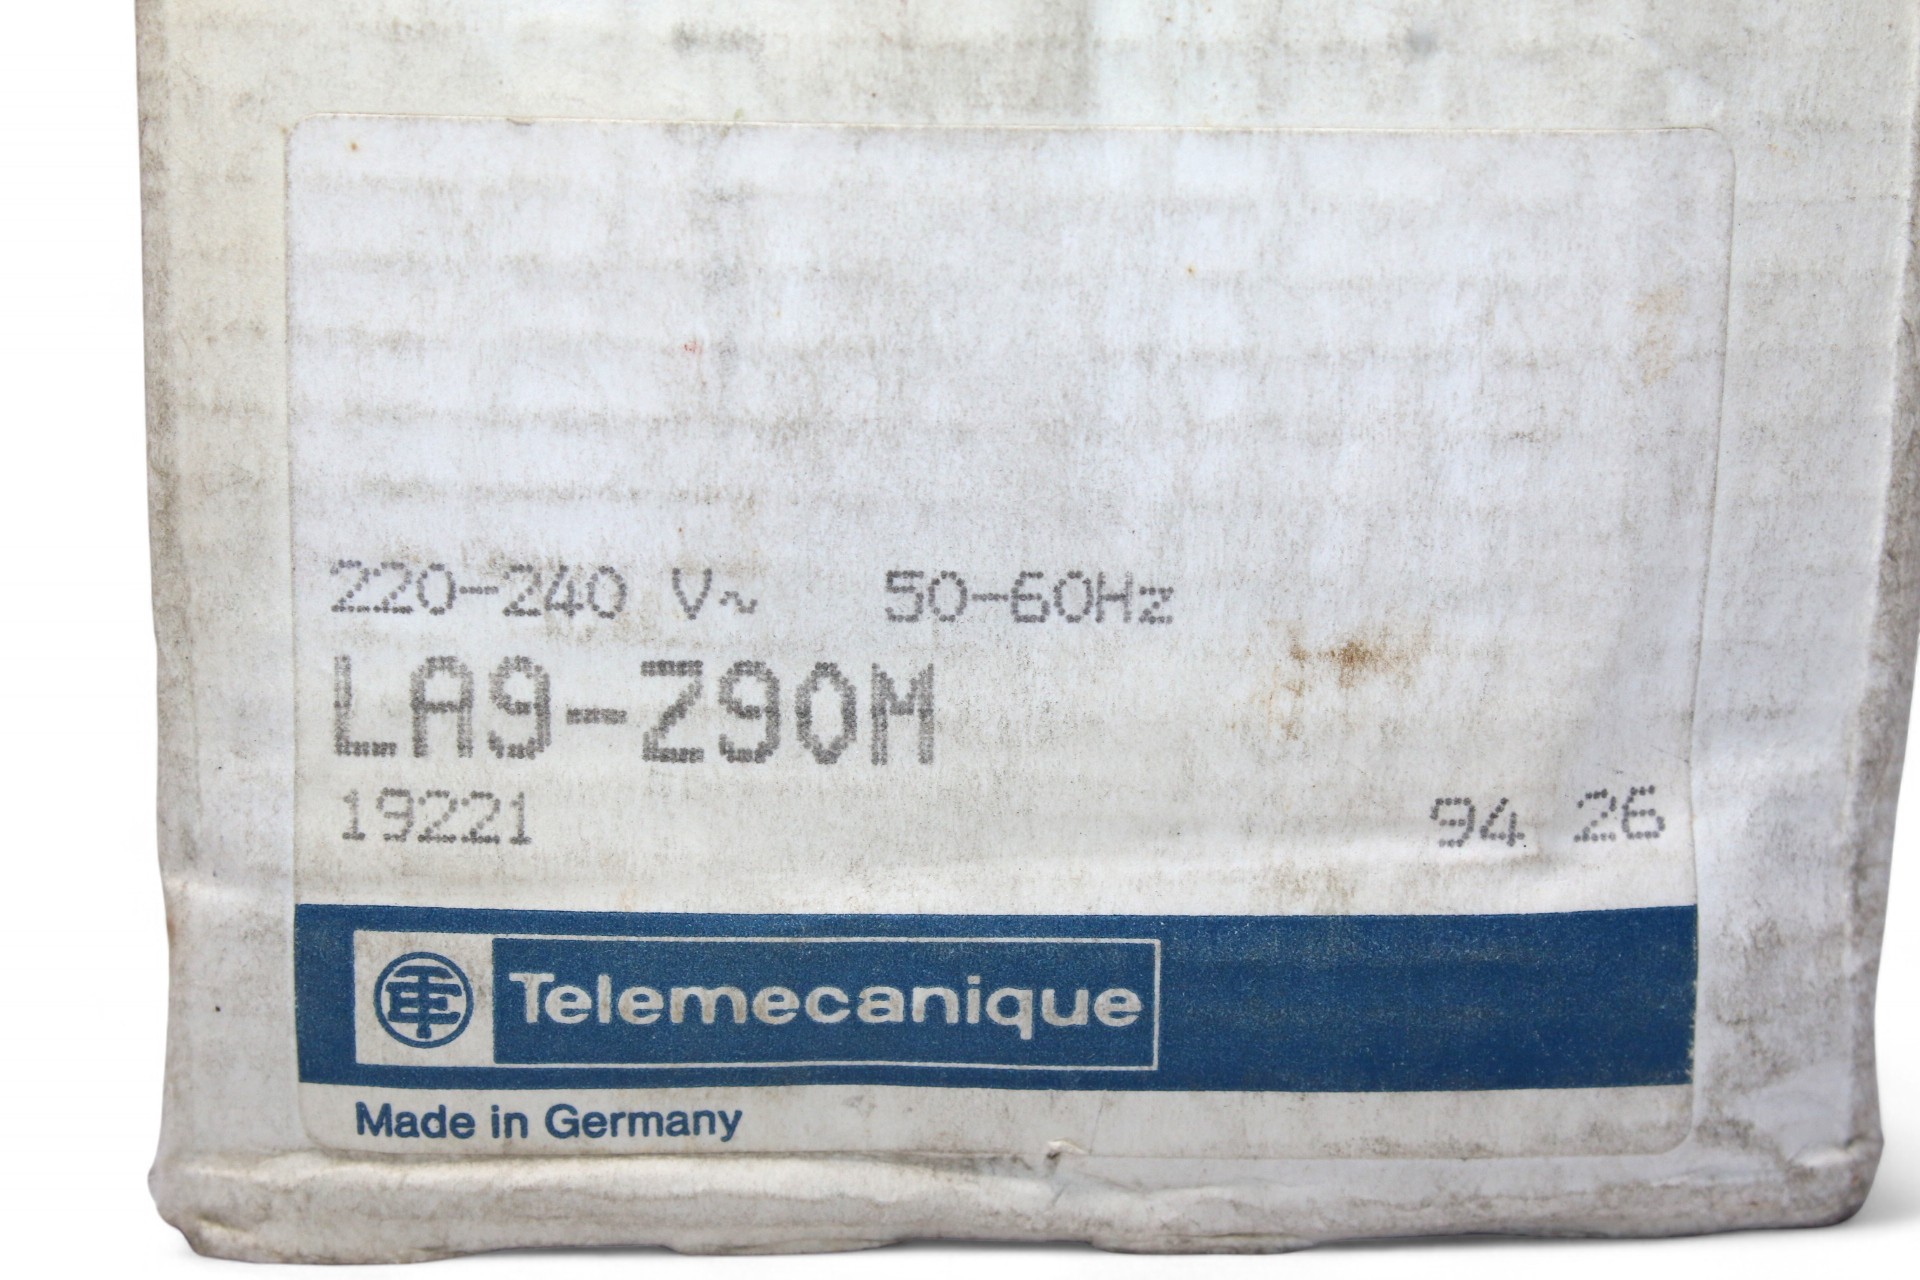 220-240 V~ 50-60Hz
LA9-Z90M
19221 94 26
Telemecanique
Made in Germany